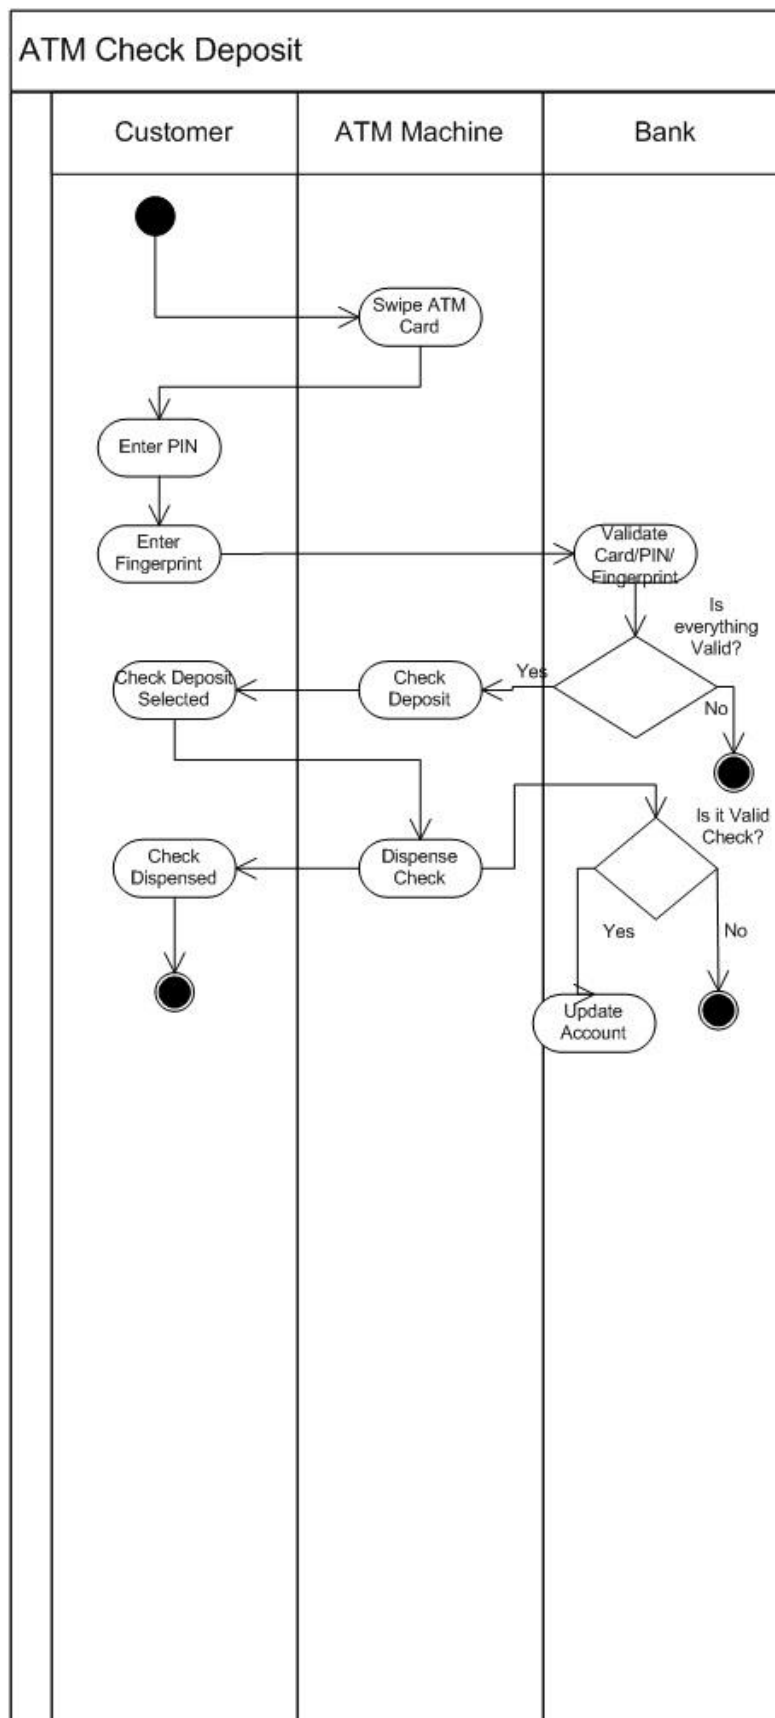 ATM Check Deposit
Customer
ATM Machine
Bank
Swipe ATM
Card
Enter PIN
Enter
Fingerprint
Validate
Card/PIN/
Fingerprint
Is
everything
Valid?
Yes
No
Check
Deposit
Check Deposit
Selected
Is it Valid
Check?
Check
Dispensed
Dispense
Check
Yes
No
Update
Account